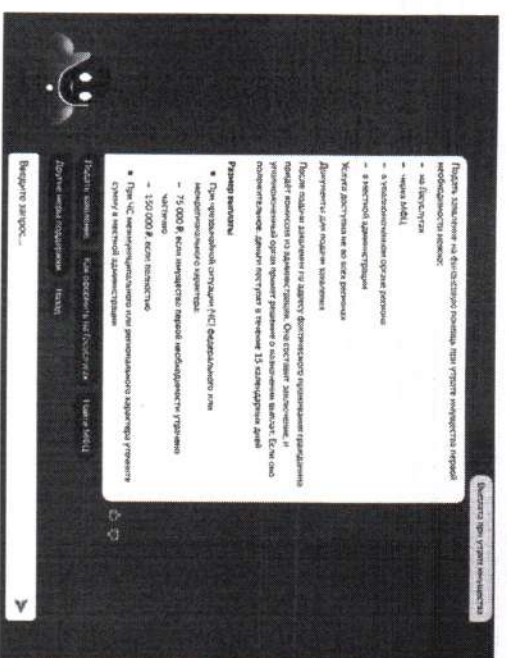 Выплата при утрате имущества
Подать заявление на финансовую помощь при утрате имущества первой
необходимости можно:
– на Госуслугах
– через МФЦ
– в уполномоченном органе региона
– в местной администрации
Услуга доступна не во всех регионах
Документы для подачи заявления
После подачи заявления по адресу фактического проживания гражданина
придёт комиссия из администрации. Она составит заключение, и
уполномоченный орган примет решение о назначении выплат. Если оно
положительное, деньги поступят в течение 15 календарных дней
Размер выплаты
• При чрезвычайной ситуации (ЧС) федерального или
межрегионального характера:
– 75 000 ₽, если имущество первой необходимости утрачено
частично
– 150 000 ₽, если полностью
• При ЧС межмуниципального или регионального характера уточните
сумму в местной администрации
Подать заявление Как оформить на Госуслугах Найти МФЦ
Другие меры поддержки Назад
Введите запрос...